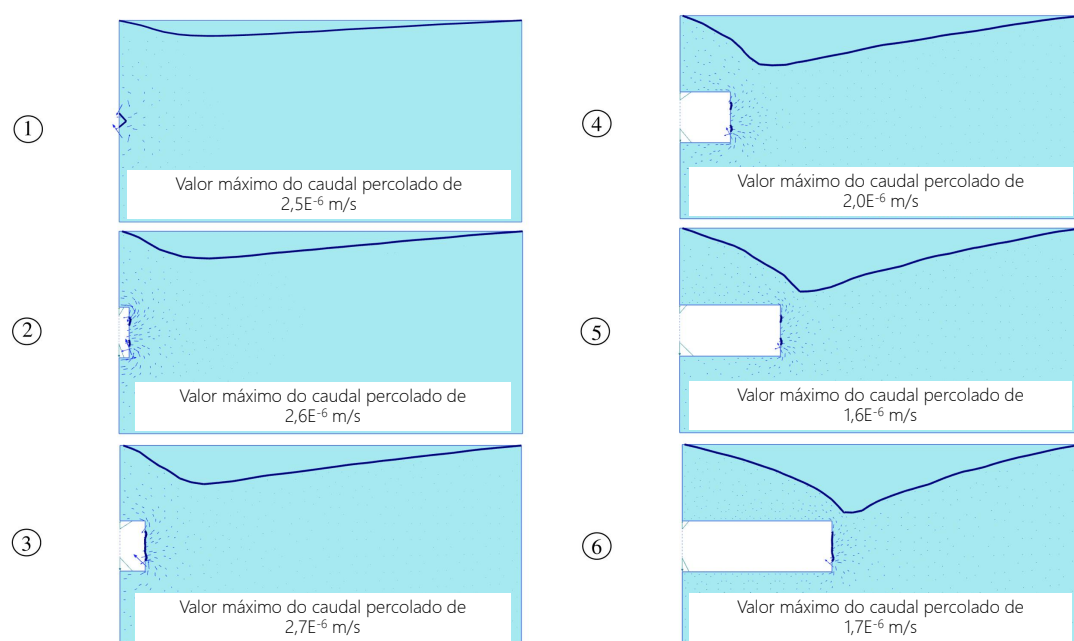 1
Valor máximo do caudal percolado de
2,5E⁻⁶ m/s
2
Valor máximo do caudal percolado de
2,6E⁻⁶ m/s
3
Valor máximo do caudal percolado de
2,7E⁻⁶ m/s
4
Valor máximo do caudal percolado de
2,0E⁻⁶ m/s
5
Valor máximo do caudal percolado de
1,6E⁻⁶ m/s
6
Valor máximo do caudal percolado de
1,7E⁻⁶ m/s